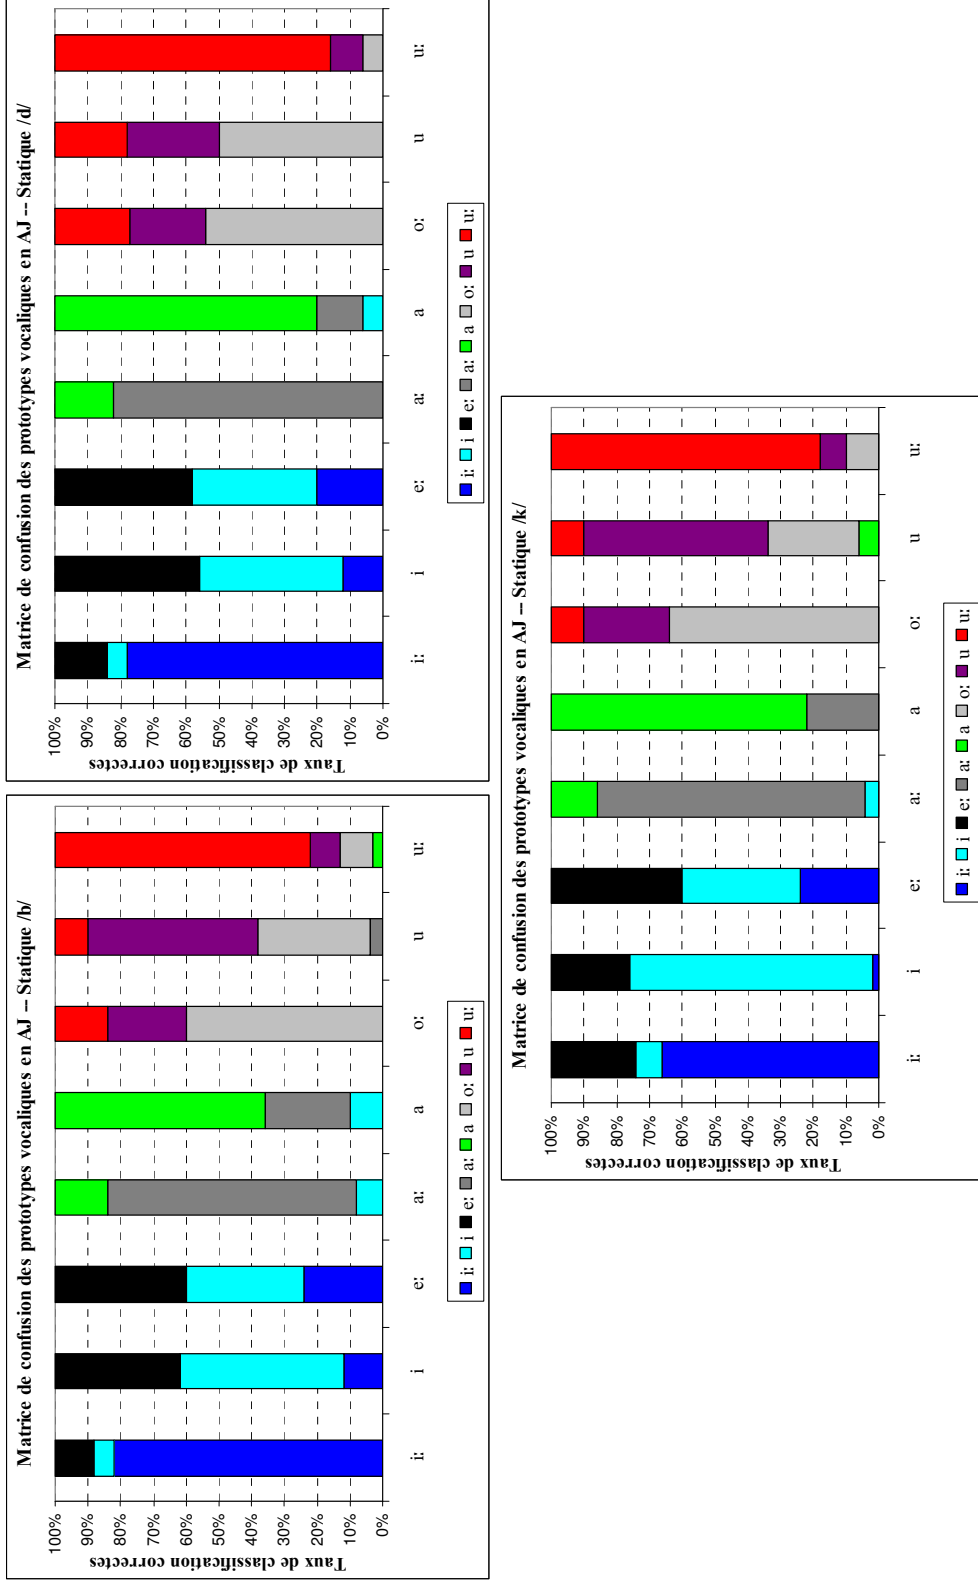 Matrice de confusion des prototypes vocaliques en AJ -- Statique /b/
Taux de classification correctes
100%
90%
80%
70%
60%
50%
40%
30%
20%
10%
0%
i: i e: a: a o: u u:
i: i e: a: a o: u u:
Matrice de confusion des prototypes vocaliques en AJ -- Statique /d/
Taux de classification correctes
100%
90%
80%
70%
60%
50%
40%
30%
20%
10%
0%
i: i e: a: a o: u u:
i: i e: a: a o: u u:
Matrice de confusion des prototypes vocaliques en AJ -- Statique /k/
Taux de classification correctes
100%
90%
80%
70%
60%
50%
40%
30%
20%
10%
0%
i: i e: a: a o: u u:
i: i e: a: a o: u u: